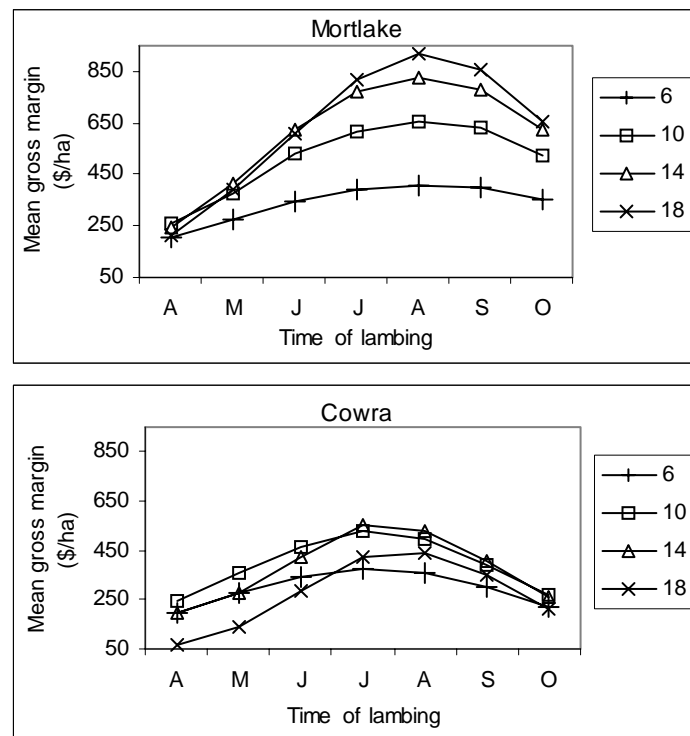 Mortlake
Mean gross margin
($/ha)
850
650
450
250
50
A M J J A S O
Time of lambing
6
10
14
18
Cowra
Mean gross margin
($/ha)
850
650
450
250
50
A M J J A S O
Time of lambing
6
10
14
18